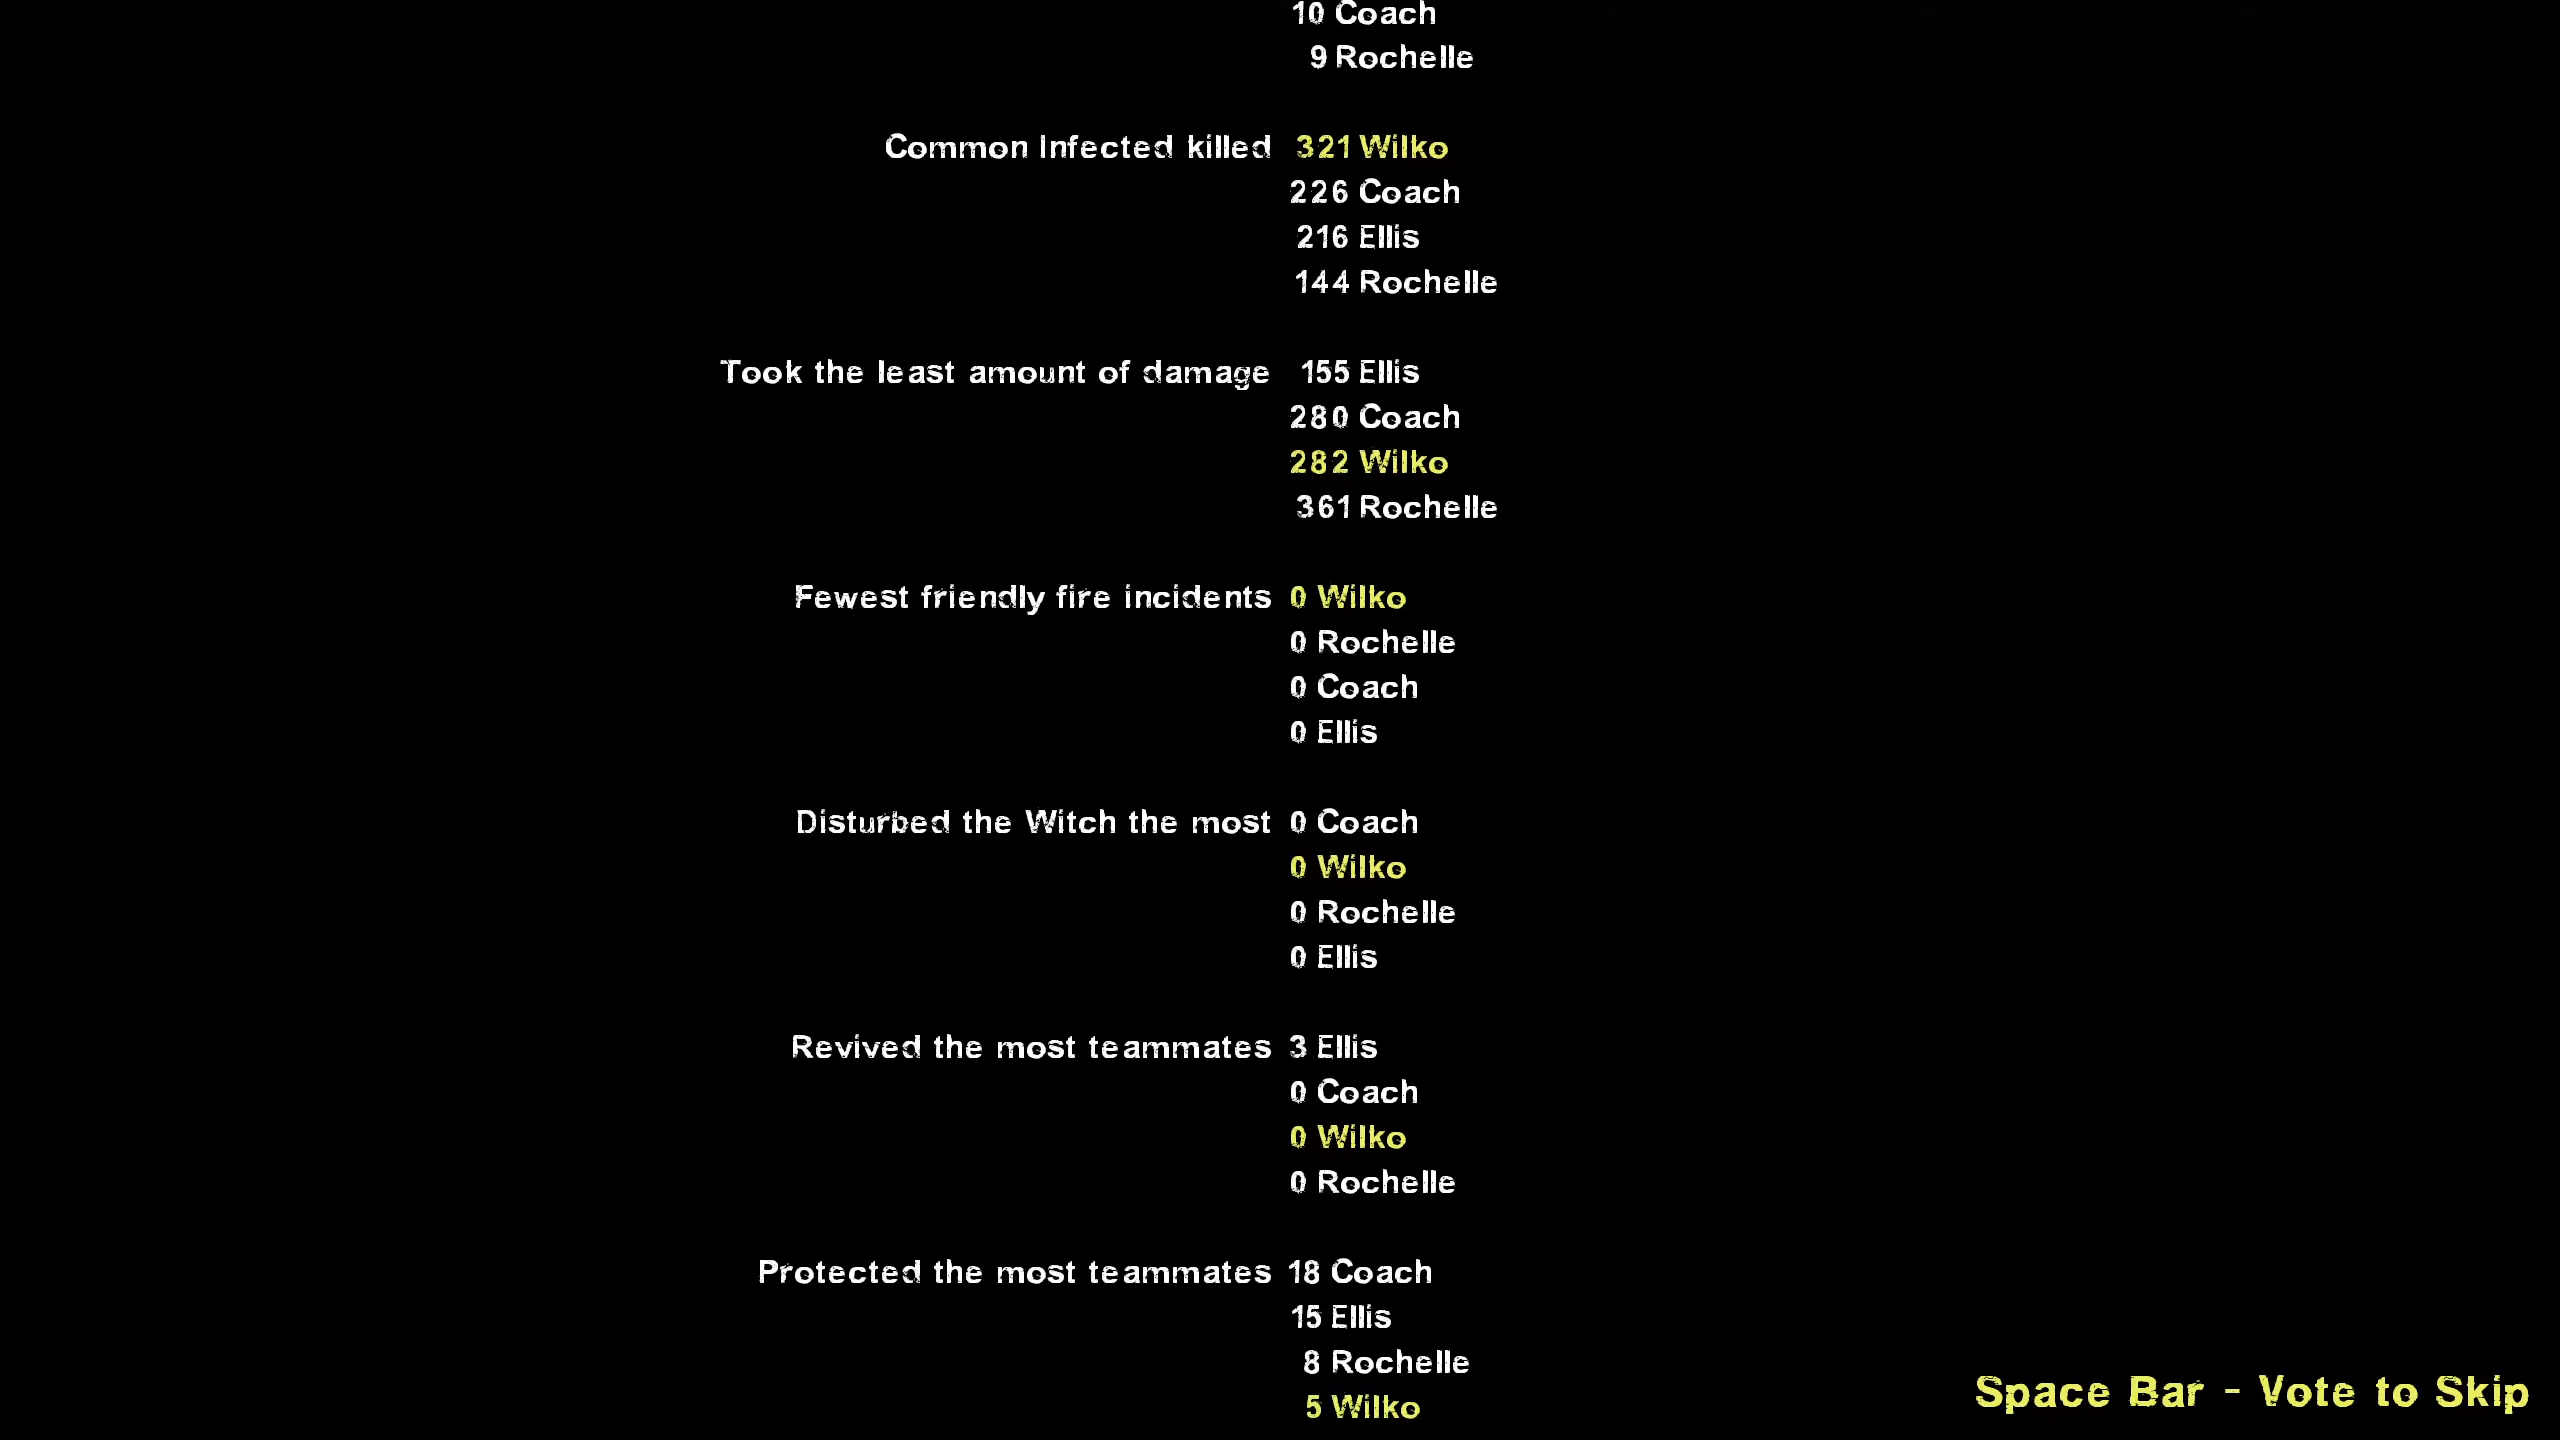 10 Coach
9 Rochelle
Common Infected killed 321 Wilko
226 Coach
216 Ellis
144 Rochelle
Took the least amount of damage 155 Ellis
280 Coach
282 Wilko
361 Rochelle
Fewest friendly fire incidents 0 Wilko
0 Rochelle
0 Coach
0 Ellis
Disturbed the Witch the most 0 Coach
0 Wilko
0 Rochelle
0 Ellis
Revived the most teammates 3 Ellis
0 Coach
0 Wilko
0 Rochelle
Protected the most teammates 18 Coach
15 Ellis
8 Rochelle
5 Wilko
Space Bar - Vote to Skip